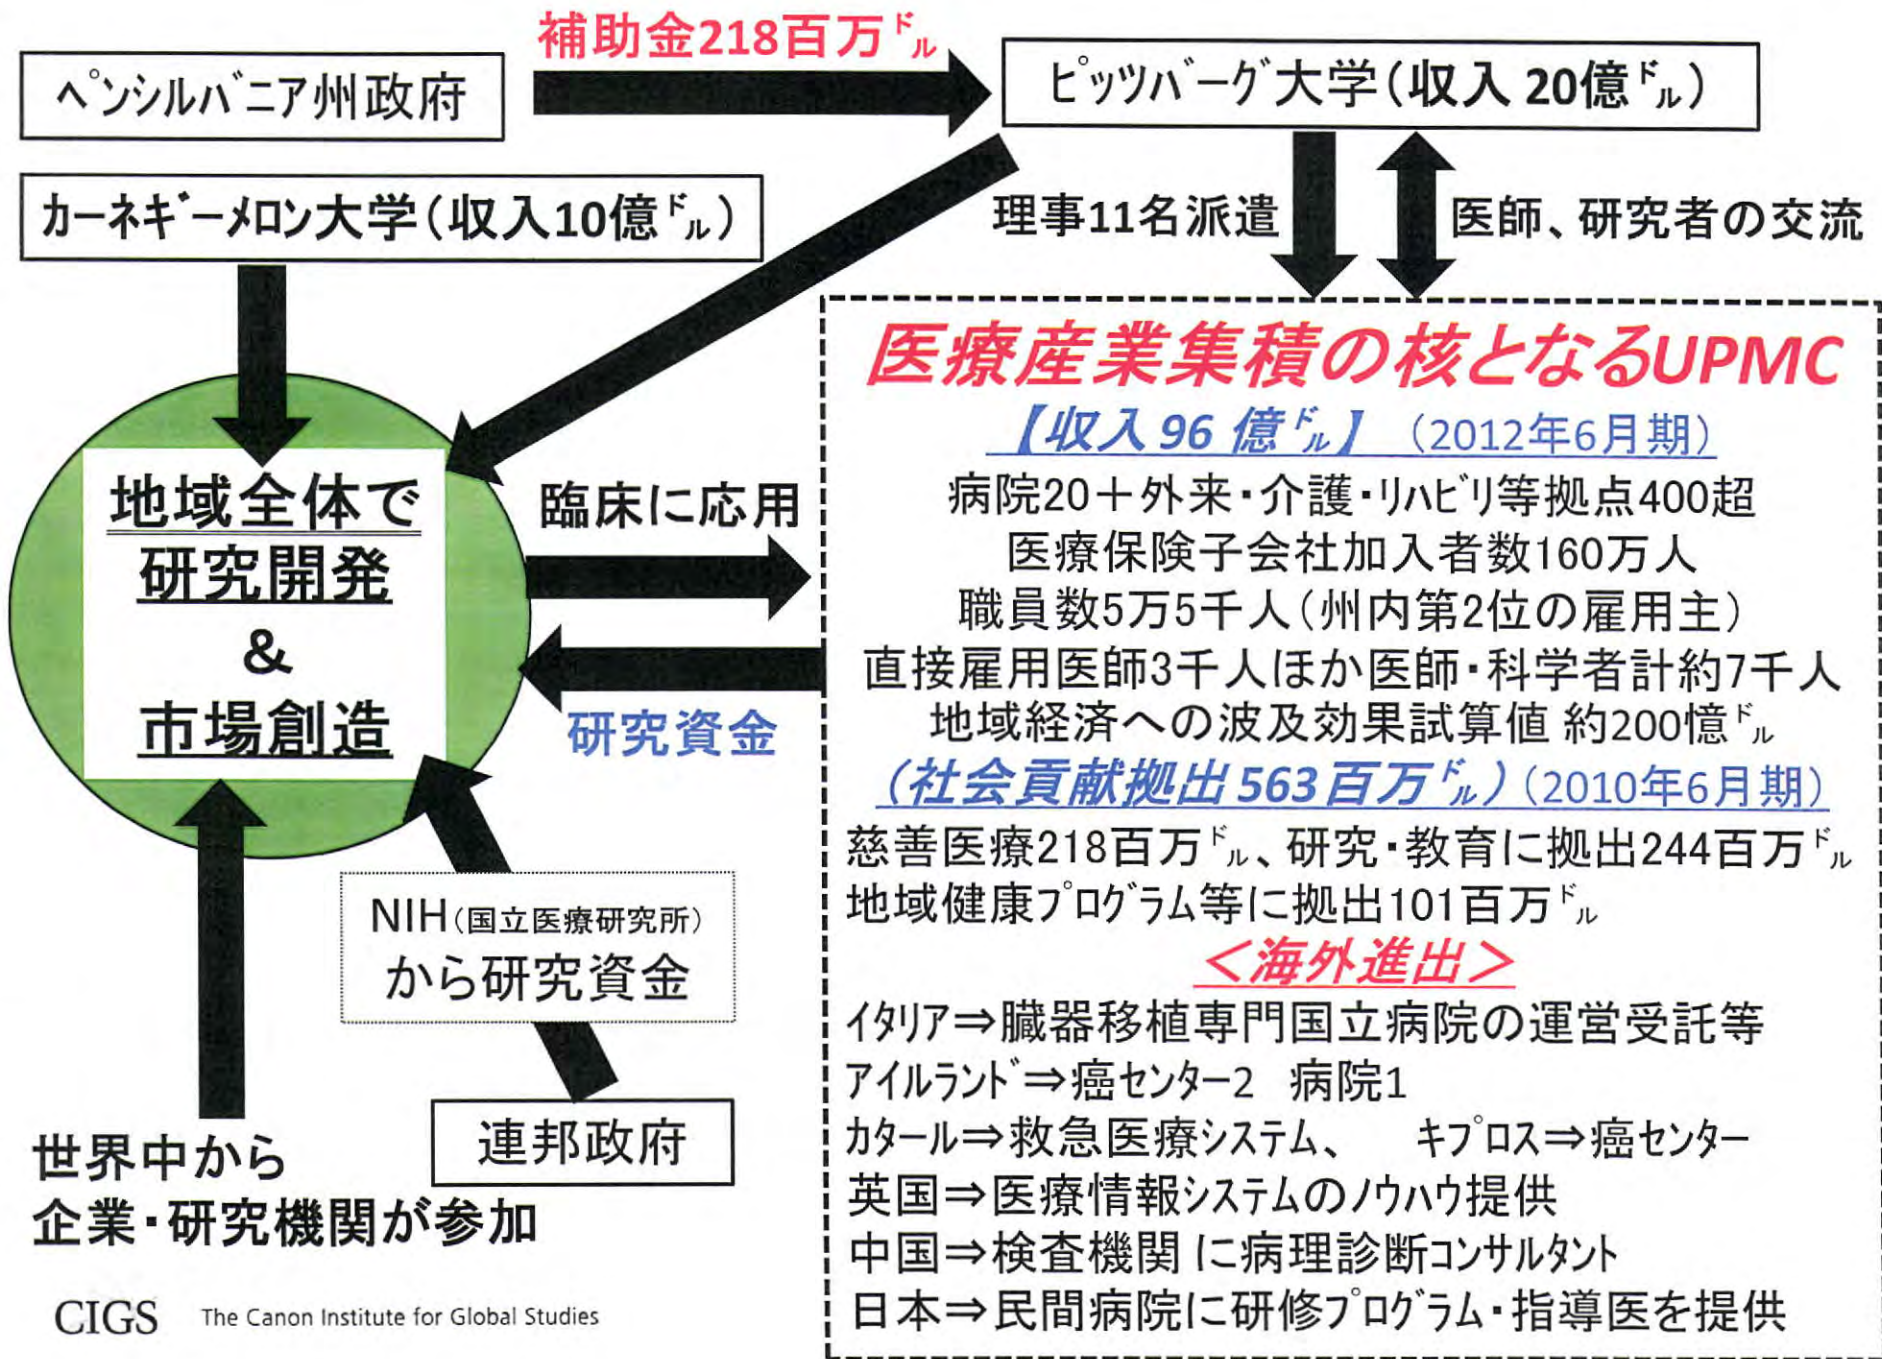 補助金218百万ドル
ペンシルバニア州政府
ピッツバーグ大学(収入 20億ドル)
カーネギーメロン大学(収入10億ドル)
理事11名派遣
医師、研究者の交流
医療産業集積の核となるUPMC
【収入 96 億ドル】 (2012年6月期)
病院20+外来・介護・リハビリ等拠点400超
医療保険子会社加入者数160万人
職員数5万5千人(州内第2位の雇用主)
直接雇用医師3千人ほか医師・科学者計約7千人
地域経済への波及効果試算値 約200憶ドル
(社会貢献拠出 563 百万ドル) (2010年6月期)
慈善医療218百万ドル、研究・教育に拠出244百万ドル
地域健康プログラム等に拠出101百万ドル
<海外進出>
イタリア⇒臓器移植専門国立病院の運営受託等
アイルランド⇒癌センター2 病院1
カタール⇒救急医療システム、 キプロス⇒癌センター
英国⇒医療情報システムのノウハウ提供
中国⇒検査機関 に病理診断コンサルタント
日本⇒民間病院に研修プログラム・指導医を提供
地域全体で
研究開発
&
市場創造
臨床に応用
研究資金
NIH(国立医療研究所)
から研究資金
連邦政府
世界中から
企業・研究機関が参加
CIGS The Canon Institute for Global Studies